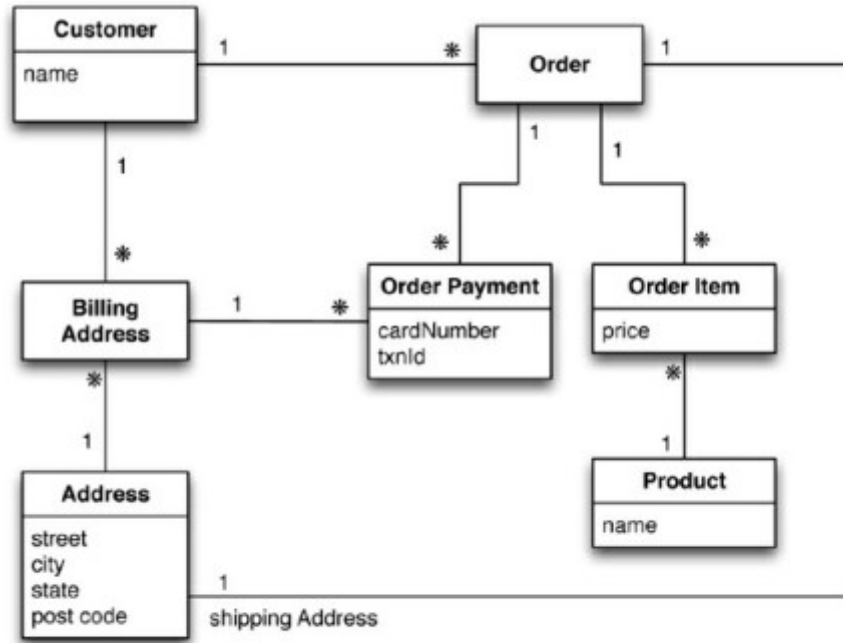 Customer
name
1
*
Order
1
1
*
1
*
1
*
Billing
Address
1
*
Order Payment
cardNumber
txnId
Order Item
price
*
1
*
1
Product
name
Address
street
city
state
post code
1
shipping Address